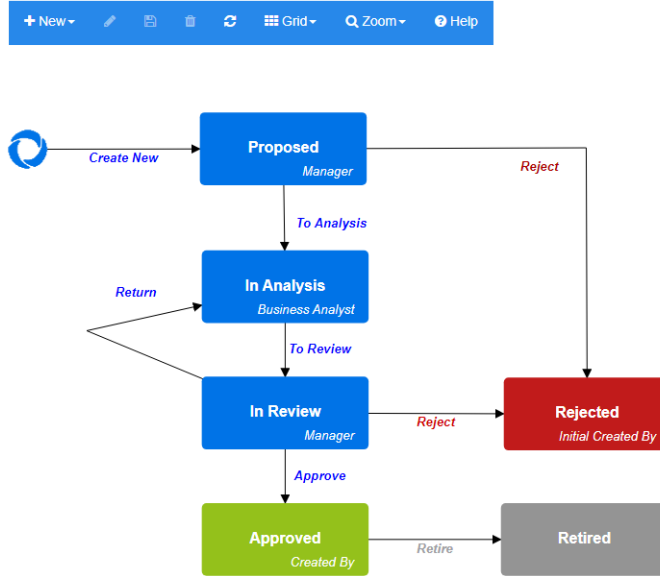 New
Grid
Zoom
Help
Proposed
Manager
Create New
Reject
To Analysis
In Analysis
Business Analyst
Return
To Review
In Review
Manager
Reject
Rejected
Initial Created By
Approve
Approved
Created By
Retire
Retired